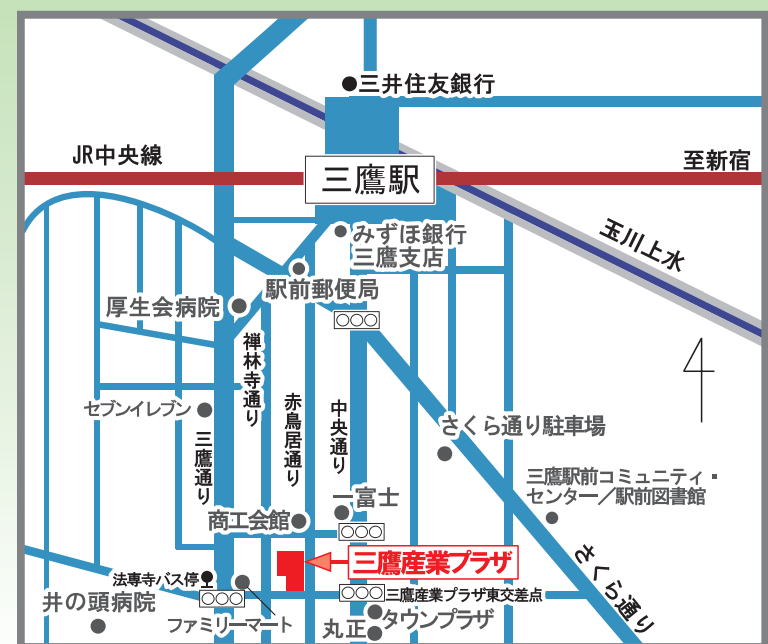 三井住友銀行
JR中央線
至新宿
三鷹駅
玉川上水
みずほ銀行
三鷹支店
駅前郵便局
厚生会病院
禅林寺通り
赤鳥居通り
中央通り
セブンイレブン
三鷹通り
さくら通り駐車場
三鷹駅前コミュニティ・
センター／駅前図書館
一富士
商工会館
三鷹産業プラザ
さくら通り
法専寺バス停
三鷹産業プラザ東交差点
井の頭病院
ファミリーマート
タウンプラザ
丸正